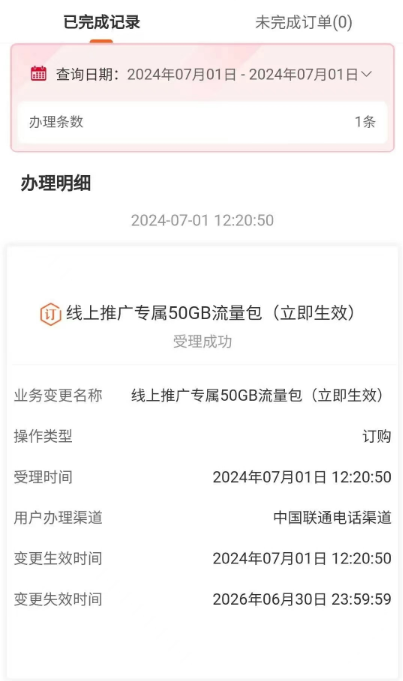 已完成记录 未完成订单(0)
查询日期：2024年07月01日 - 2024年07月01日
办理条数 1条
办理明细
2024-07-01 12:20:50
订 线上推广专属50GB流量包（立即生效）
受理成功
业务变更名称 线上推广专属50GB流量包（立即生效）
操作类型 订购
受理时间 2024年07月01日 12:20:50
用户办理渠道 中国联通电话渠道
变更生效时间 2024年07月01日 12:20:50
变更失效时间 2026年06月30日 23:59:59